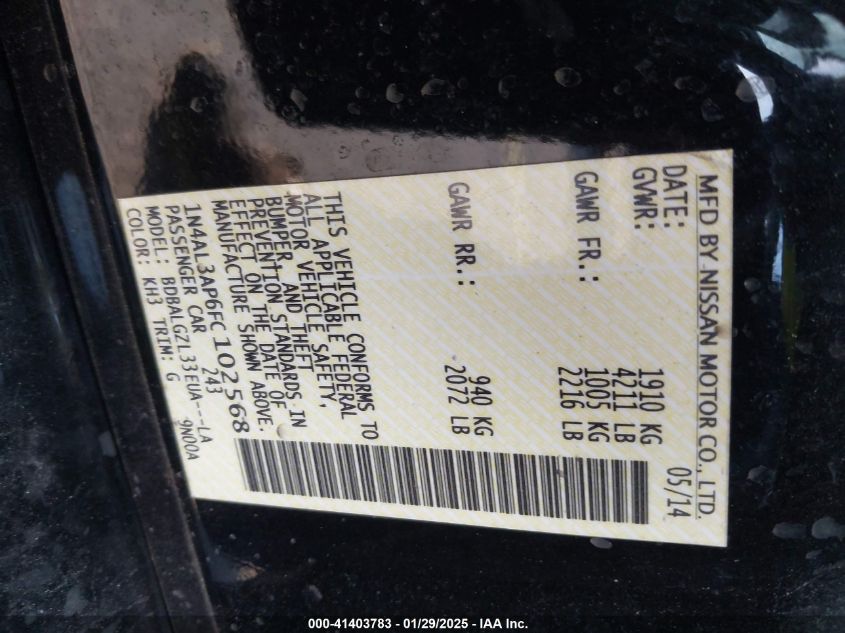 MFD BY NISSAN MOTOR CO., LTD.
DATE: 05/14
GVWR: 1910 KG
4211 LB
GAWR FR.: 1005 KG
2216 LB
GAWR RR.: 940 KG
2072 LB
THIS VEHICLE CONFORMS TO
ALL APPLICABLE FEDERAL
MOTOR VEHICLE SAFETY,
BUMPER, AND THEFT
PREVENTION STANDARDS IN
EFFECT ON THE DATE OF
MANUFACTURE SHOWN ABOVE.
1N4AL3AP6FC102568
PASSENGER CAR 243
MODEL: BDBALGZL33EUA---LA
COLOR: KH3 TRIM: G 9N00A
000-41403783 - 01/29/2025 - IAA Inc.